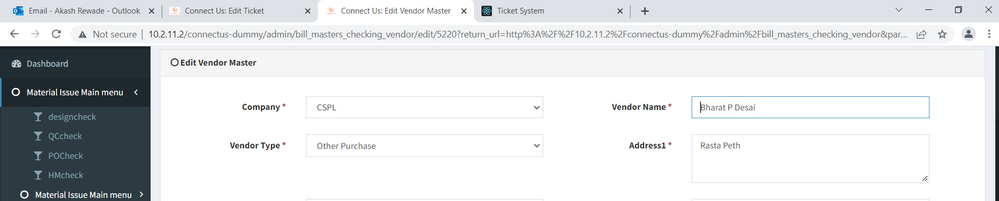 Email - Akash Rewade - Outlook
Connect Us: Edit Ticket
Connect Us: Edit Vendor Master
Ticket System
Not secure
10.2.11.2/connectus-dummy/admin/bill_masters_checking_vendor/edit/5220?return_url=http%3A%2F%2F10.2.11.2%2Fconnectus-dummy%2Fadmin%2Fbill_masters_checking_vendor&par...
Dashboard
Material Issue Main menu
designcheck
QCcheck
POCheck
HMcheck
Material Issue Main menu
Edit Vendor Master
Company *
CSPL
Vendor Name *
Bharat P Desai
Vendor Type *
Other Purchase
Address1 *
Rasta Peth